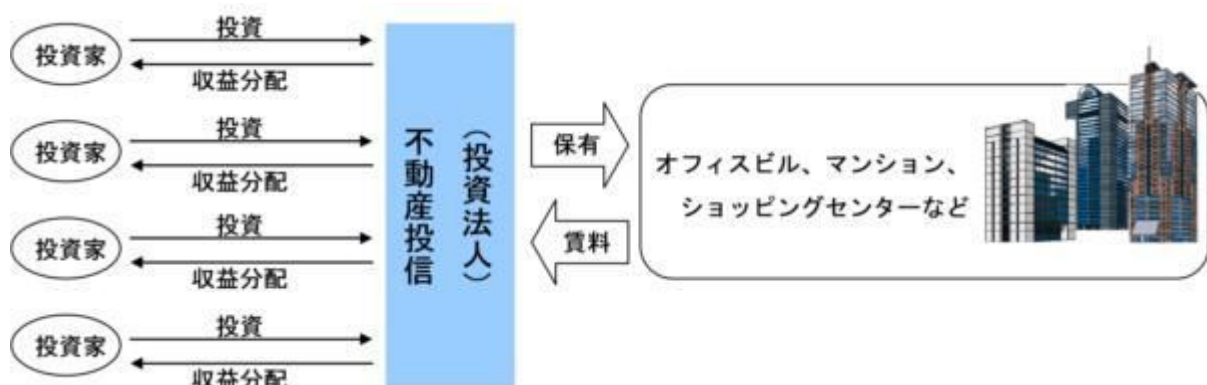 投資家
投資
収益分配
投資家
投資
収益分配
投資家
投資
収益分配
投資家
投資
収益分配
不動産投信
（投資法人）
保有
賃料
オフィスビル、マンション、
ショッピングセンターなど